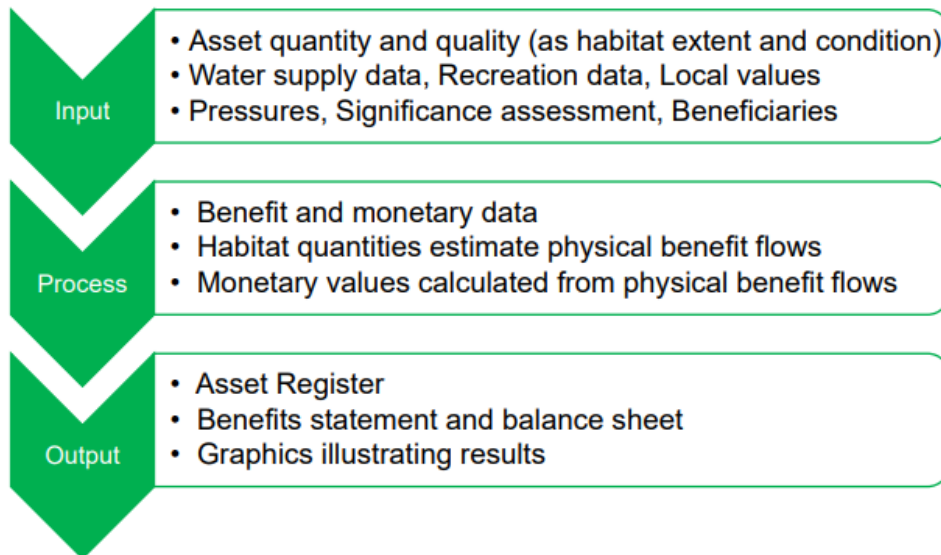 Input
• Asset quantity and quality (as habitat extent and condition)
• Water supply data, Recreation data, Local values
• Pressures, Significance assessment, Beneficiaries
Process
• Benefit and monetary data
• Habitat quantities estimate physical benefit flows
• Monetary values calculated from physical benefit flows
Output
• Asset Register
• Benefits statement and balance sheet
• Graphics illustrating results